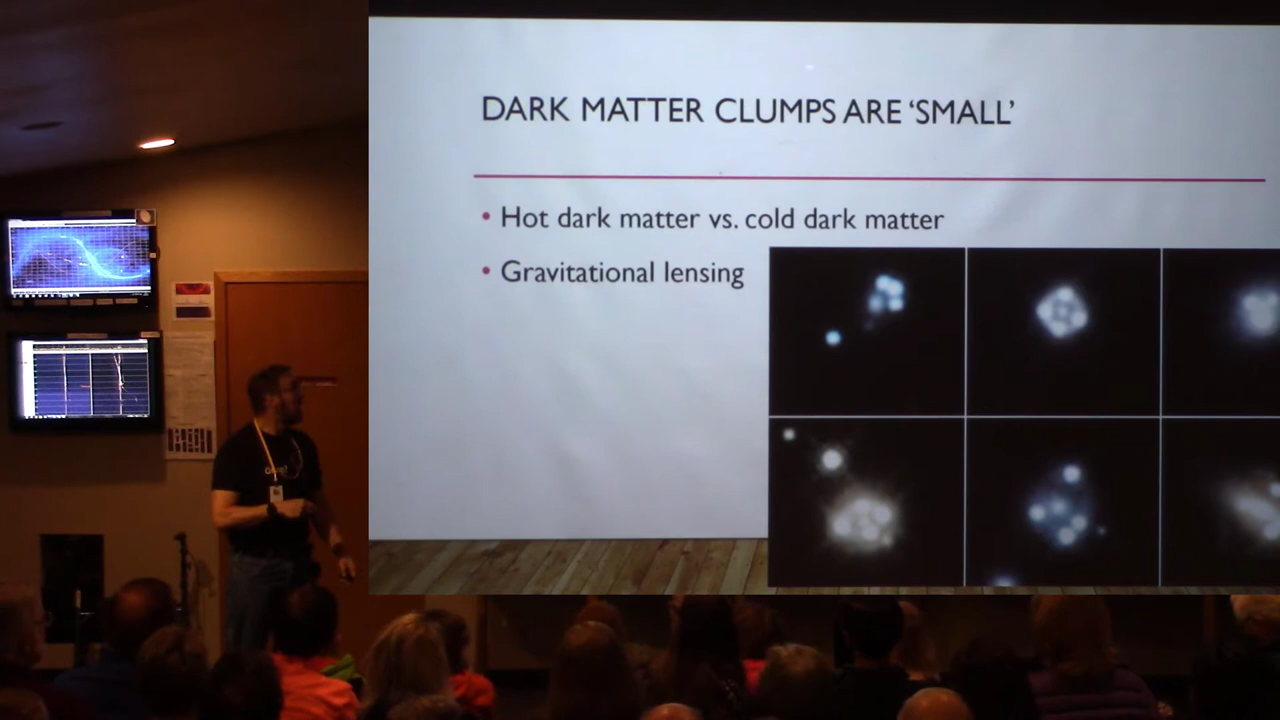 DARK MATTER CLUMPS ARE ‘SMALL’
• Hot dark matter vs. cold dark matter
• Gravitational lensing